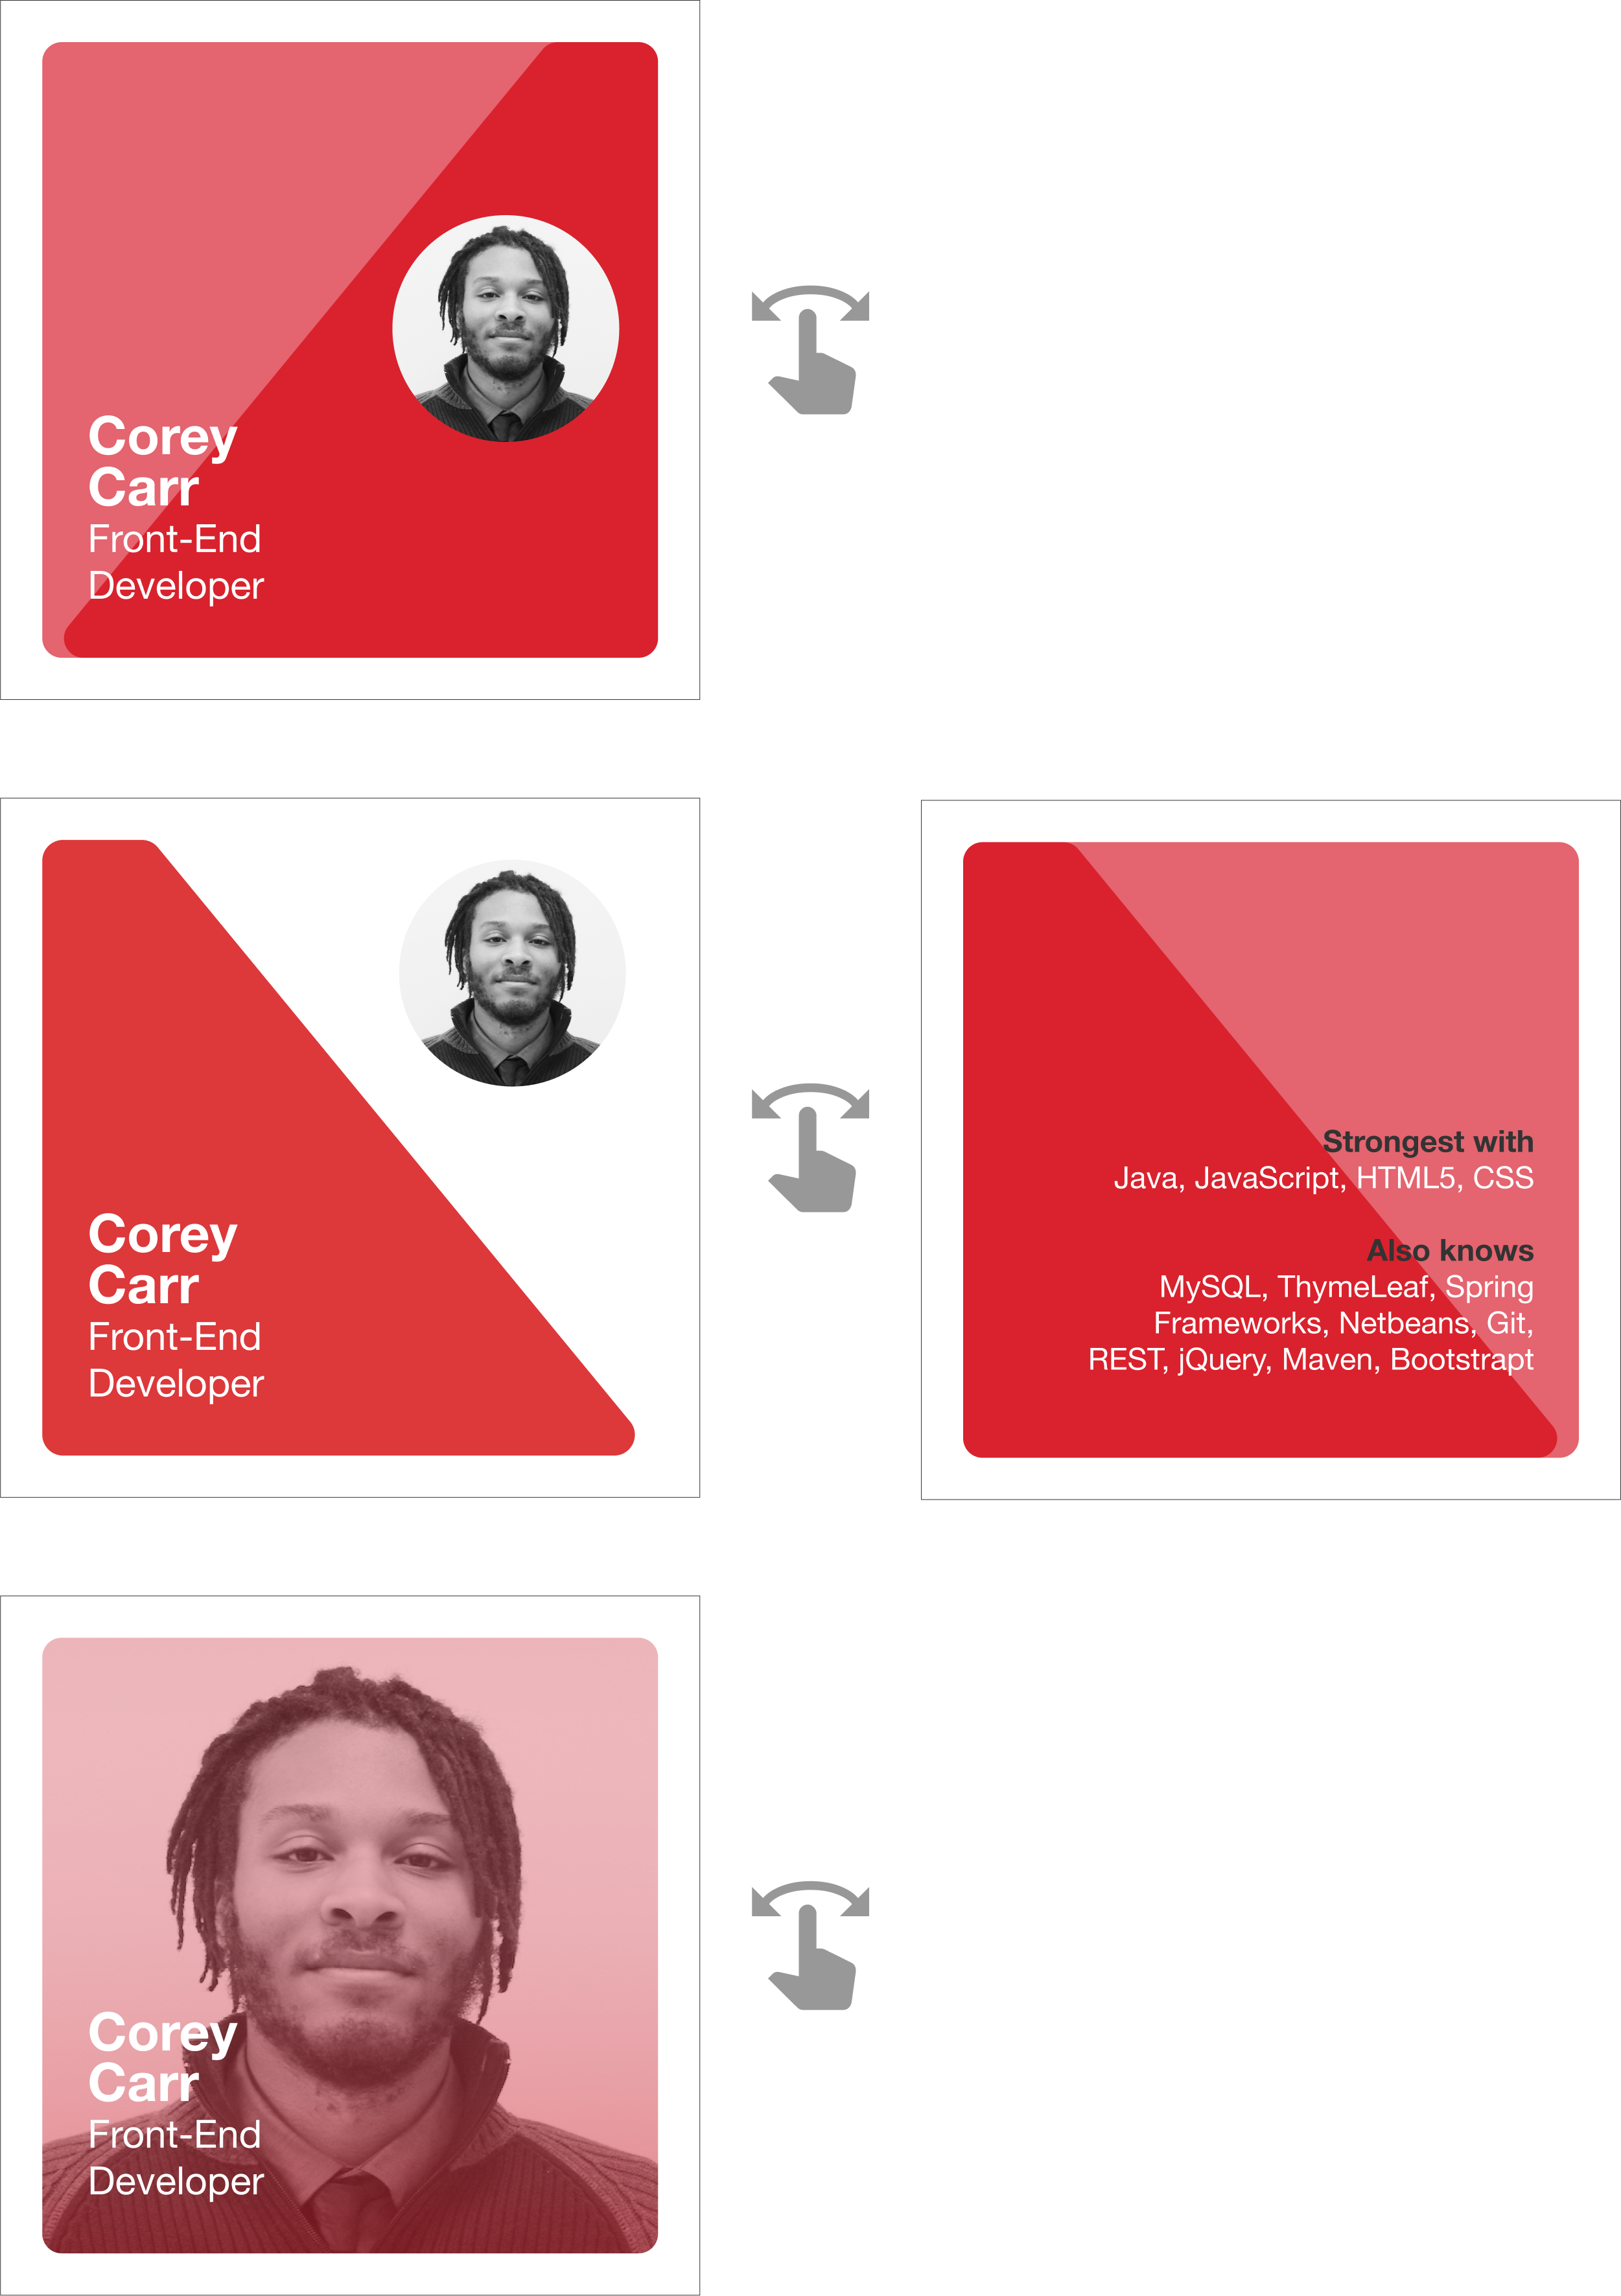 Corey
Carr
Front-End
Developer
Corey
Carr
Front-End
Developer
Strongest with
Java, JavaScript, HTML5, CSS
Also knows
MySQL, ThymeLeaf, Spring
Frameworks, Netbeans, Git,
REST, jQuery, Maven, Bootstrapt
Corey
Carr
Front-End
Developer